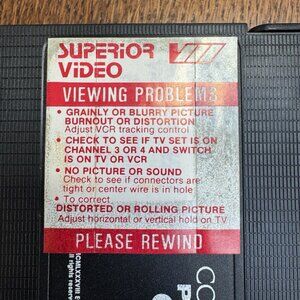 SUPERIOR
VIDEO
VIEWING PROBLEMS
• GRAINLY OR BLURRY PICTURE
BURNOUT OR DISTORTION
Adjust VCR tracking control
• CHECK TO SEE IF TV SET IS ON
CHANNEL 3 OR 4 AND SWITCH
IS ON TV OR VCR
• NO PICTURE OR SOUND
Check to see if connectors are
tight or center wire is in hole
• To correct
DISTORTED OR ROLLING PICTURE
Adjust horizontal or vertical hold on TV
PLEASE REWIND